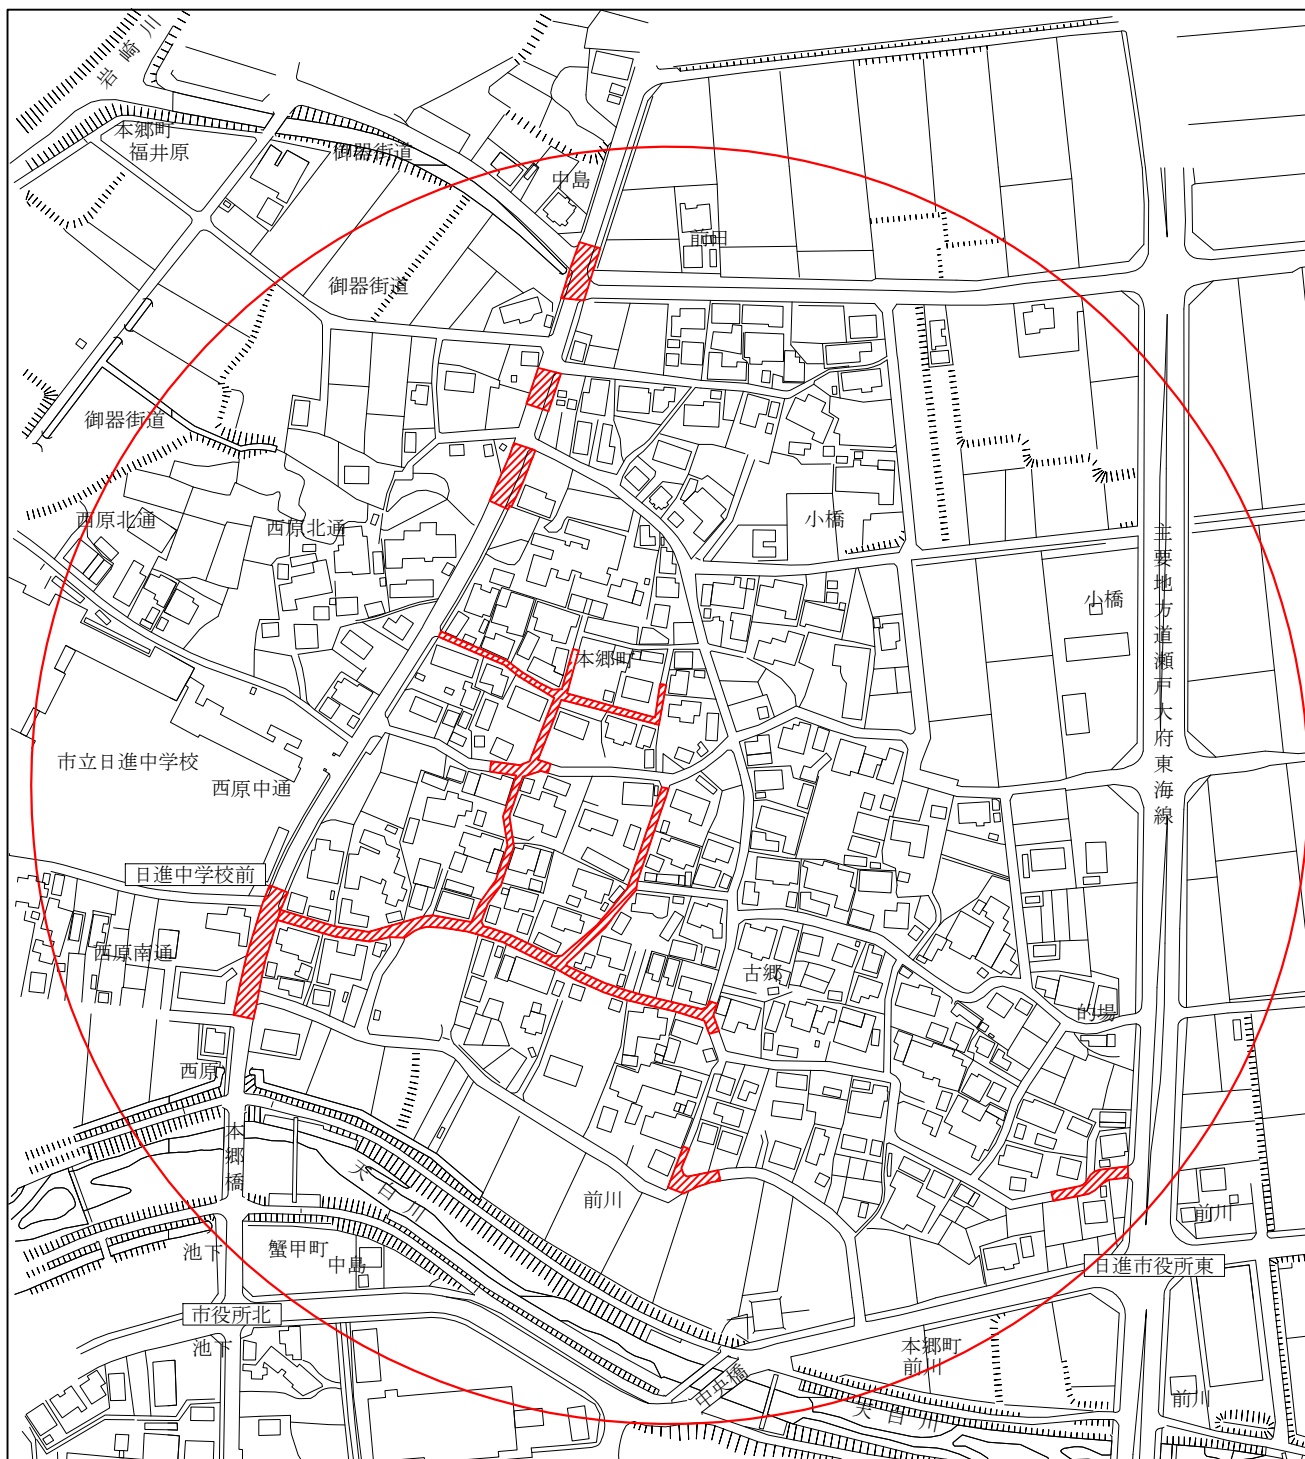 岩崎川
本郷町
福井原
御器街道
中島
前田
御器街道
御器街道
西原北通
西原北通
小橋
主要地方道瀬戸大府東海線
小橋
本郷町
市立日進中学校
西原中通
日進中学校前
西原南通
古郷
的場
西原
本郷橋
天白川
前川
前川
池下
蟹甲町
中島
日進市役所東
市役所北
池下
本郷町
前川
中央橋
前川
天白川